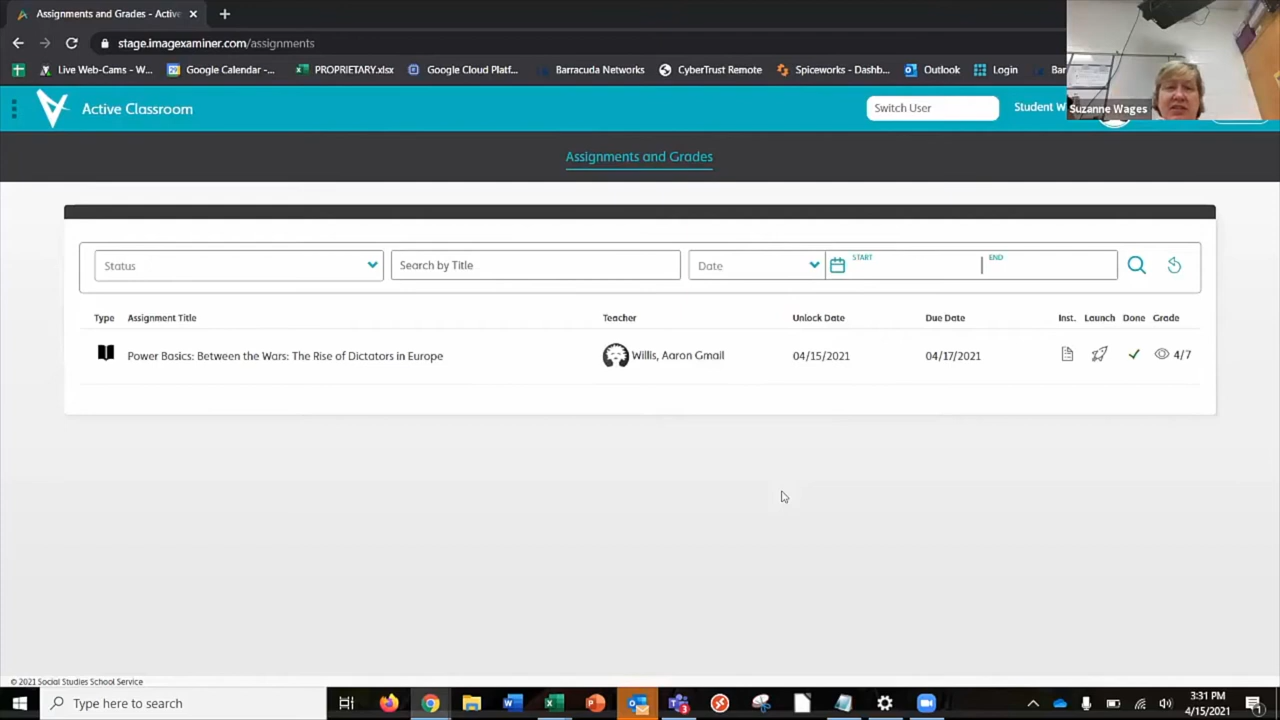 Assignments and Grades - Active
stage.imagexaminer.com/assignments
Live Web-Cams - W...
Google Calendar -...
PROPRIETARY.xlsx
Google Cloud Platf...
Barracuda Networks
CyberTrust Remote
Spiceworks - Dashb...
Outlook
Login
Bar
Suzanne Wages
Active Classroom
Switch User
Student W
Assignments and Grades
Status
Search by Title
Date
START
END
Type Assignment Title Teacher Unlock Date Due Date Inst. Launch Done Grade
Power Basics: Between the Wars: The Rise of Dictators in Europe Willis, Aaron Gmail 04/15/2021 04/17/2021 4/7
© 2021 Social Studies School Service
Type here to search
3:31 PM
4/15/2021